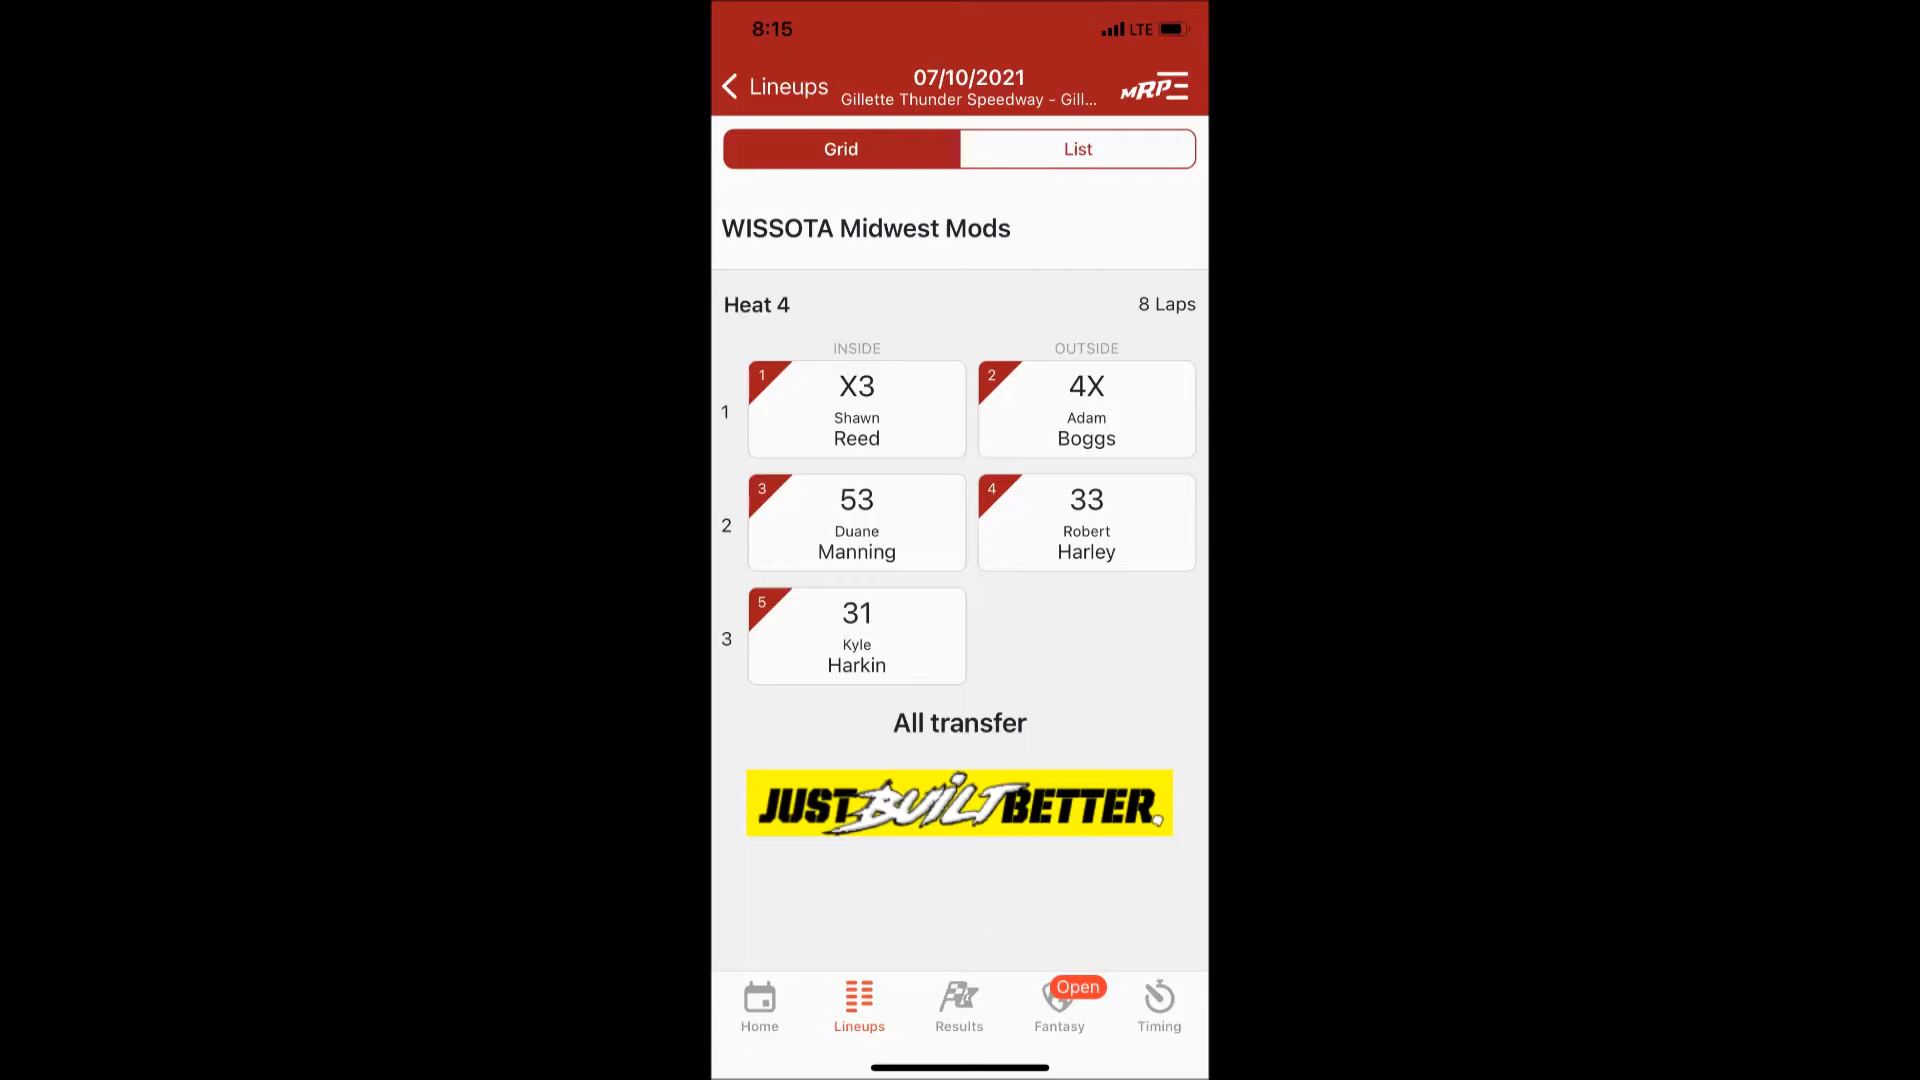 8:15
LTE
Lineups
07/10/2021
Gillette Thunder Speedway - Gill...
MRP
Grid
List
WISSOTA Midwest Mods
Heat 4
8 Laps
INSIDE
OUTSIDE
1
1
X3
Shawn
Reed
2
4X
Adam
Boggs
2
3
53
Duane
Manning
4
33
Robert
Harley
3
5
31
Kyle
Harkin
All transfer
JUST BUILT BETTER.
Home
Lineups
Results
Open
Fantasy
Timing